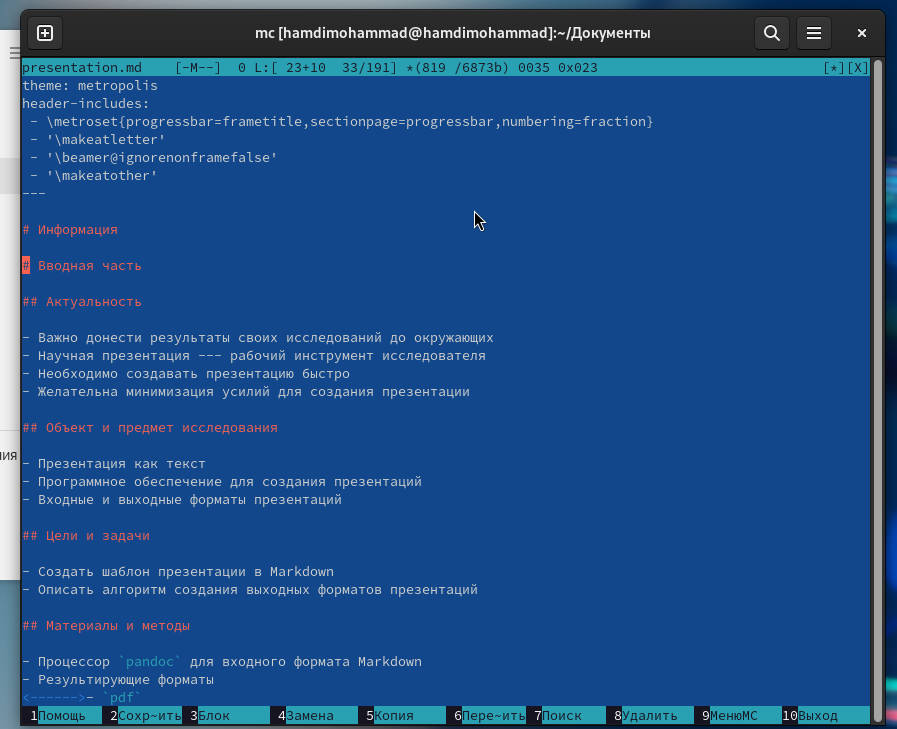 mc [hamdimohammad@hamdimohammad]:~/Документы
presentation.md    [-M--]  0 L:[ 23+10  33/191] *(819 /6873b) 0035 0x023    [*][X]
theme: metropolis
header-includes:
 - \metroset{progressbar=frametitle,sectionpage=progressbar,numbering=fraction}
 - '\makeatletter'
 - '\beamer@ignorenonframefalse'
 - '\makeatother'
---
# Информация
# Вводная часть
## Актуальность
- Важно донести результаты своих исследований до окружающих
- Научная презентация --- рабочий инструмент исследователя
- Необходимо создавать презентацию быстро
- Желательна минимизация усилий для создания презентации
## Объект и предмет исследования
- Презентация как текст
- Программное обеспечение для создания презентаций
- Входные и выходные форматы презентаций
## Цели и задачи
- Создать шаблон презентации в Markdown
- Описать алгоритм создания выходных форматов презентаций
## Материалы и методы
- Процессор `pandoc` для входного формата Markdown
- Результирующие форматы
<------>- `pdf`
1Помощь 2Сохр~ить 3Блок 4Замена 5Копия 6Пере~ить 7Поиск 8Удалить 9МенюMC 10Выход
ния